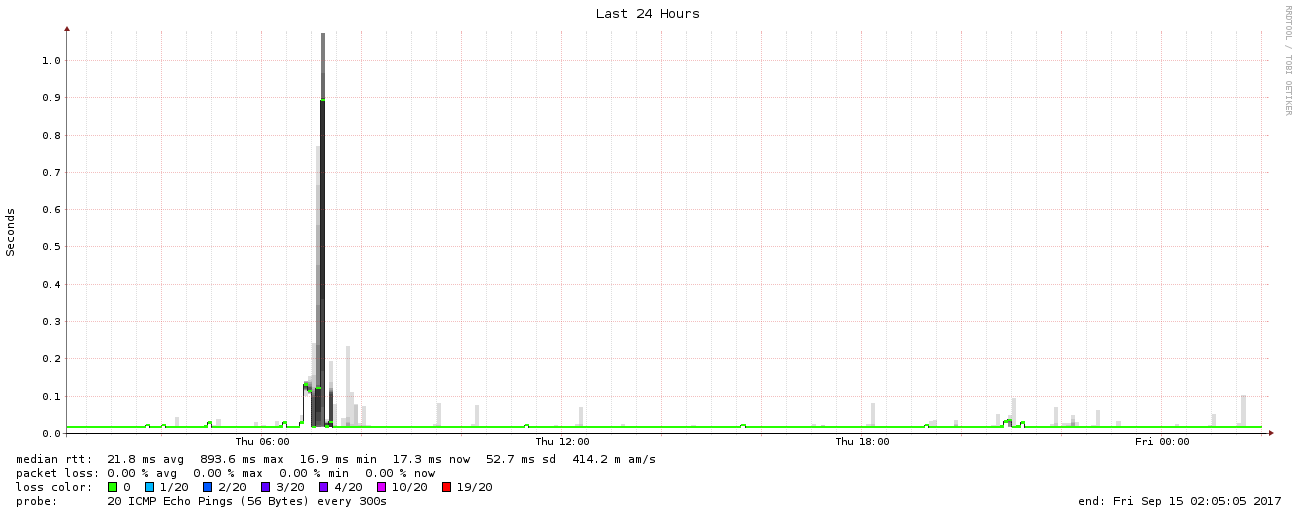 Last 24 Hours
RRDTOOL / TOBI OETIKER
Seconds
1.0
0.9
0.8
0.7
0.6
0.5
0.4
0.3
0.2
0.1
0.0
Thu 06:00 Thu 12:00 Thu 18:00 Fri 00:00
median rtt: 21.8 ms avg 893.6 ms max 16.9 ms min 17.3 ms now 52.7 ms sd 414.2 m am/s
packet loss: 0.00 % avg 0.00 % max 0.00 % min 0.00 % now
loss color: 0 1/20 2/20 3/20 4/20 10/20 19/20
probe: 20 ICMP Echo Pings (56 Bytes) every 300s end: Fri Sep 15 02:05:05 2017